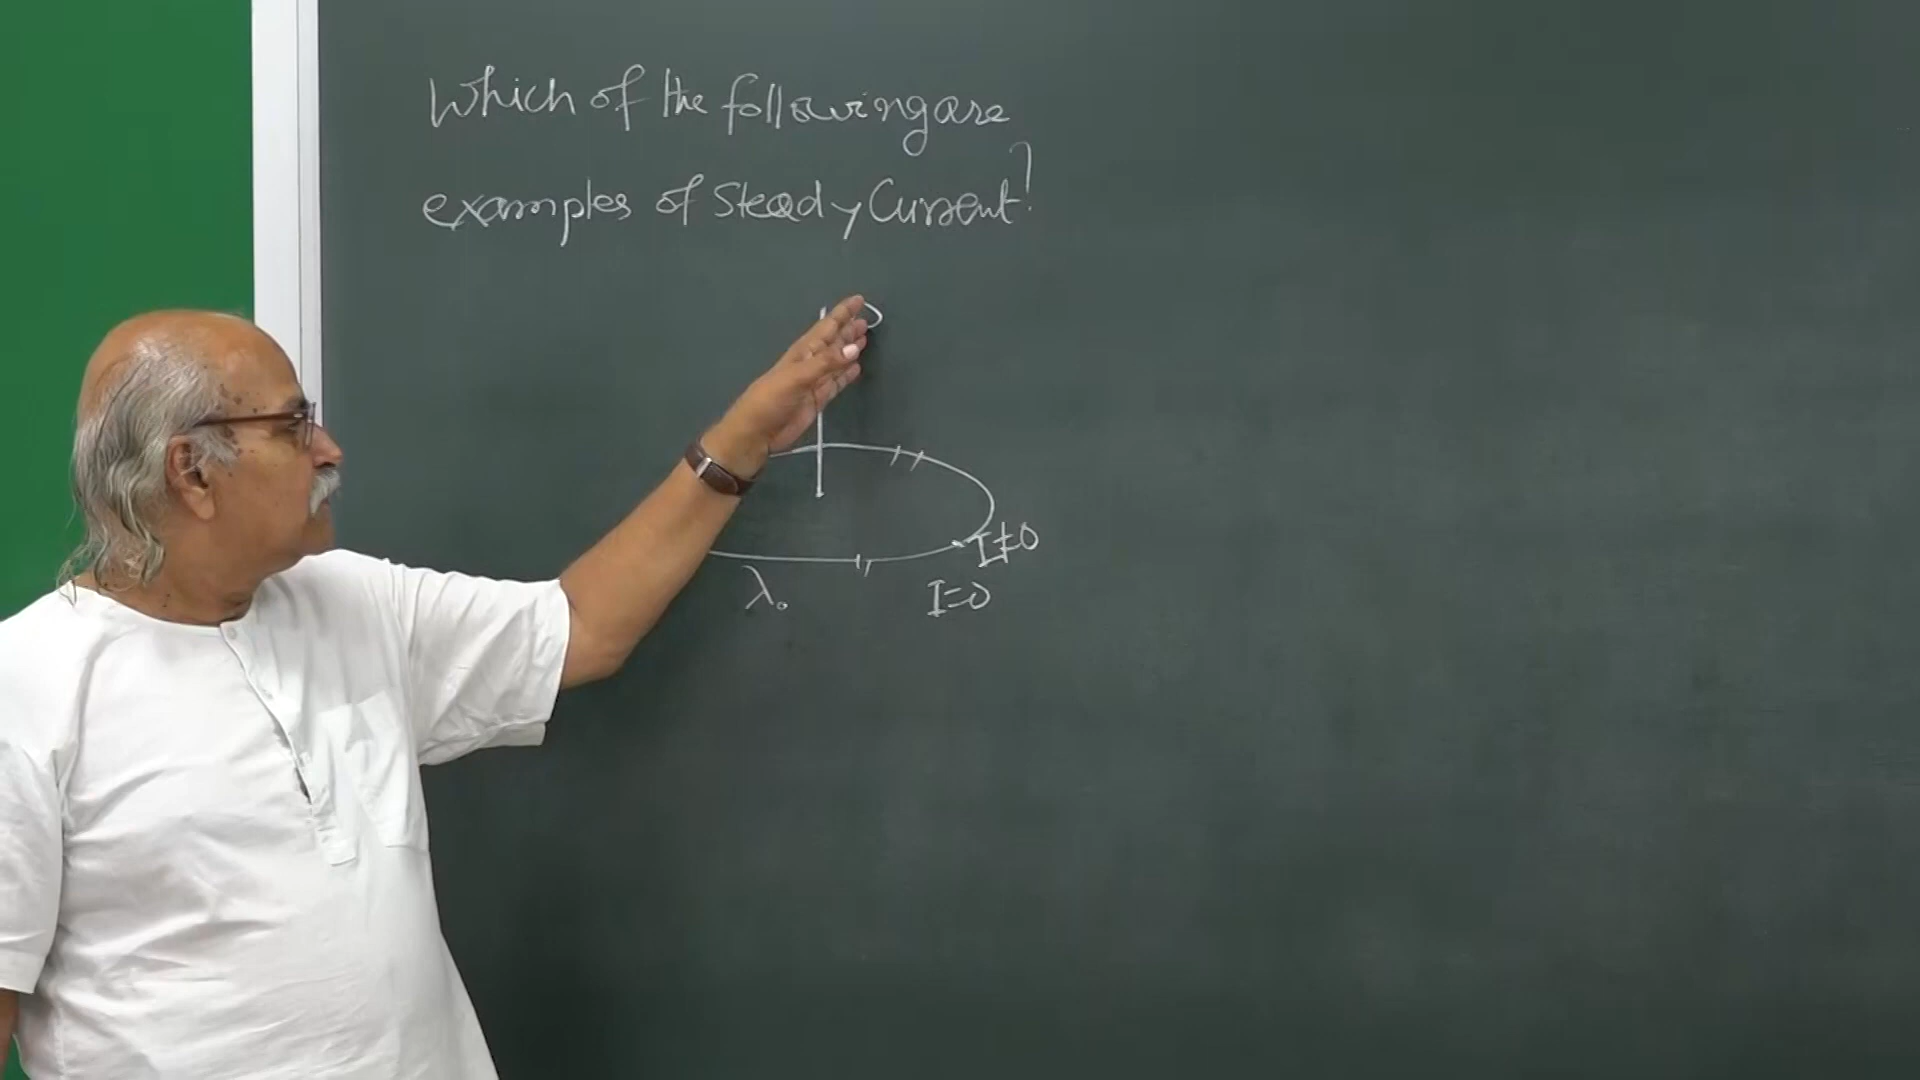 Which of the following are
examples of Steady Current?
I≠0
λ₀ I=0